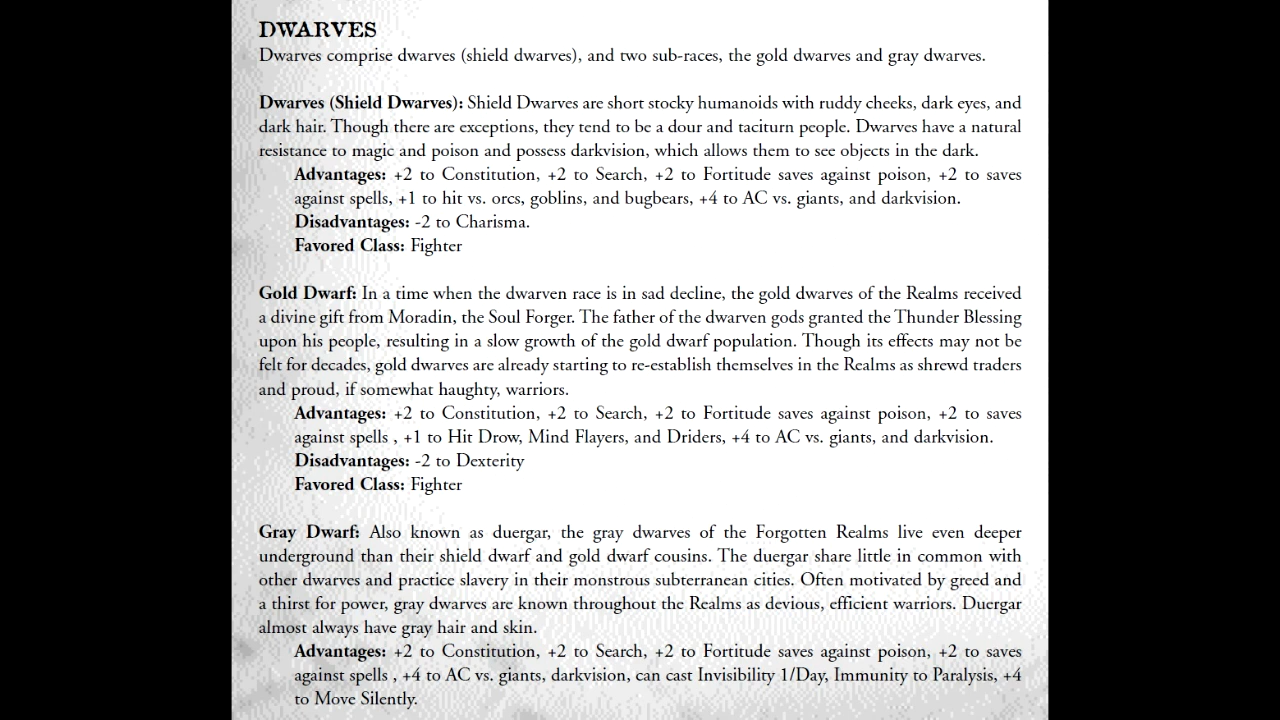 DWARVES
Dwarves comprise dwarves (shield dwarves), and two sub-races, the gold dwarves and gray dwarves.
Dwarves (Shield Dwarves): Shield Dwarves are short stocky humanoids with ruddy cheeks, dark eyes, and
dark hair. Though there are exceptions, they tend to be a dour and taciturn people. Dwarves have a natural
resistance to magic and poison and possess darkvision, which allows them to see objects in the dark.
Advantages: +2 to Constitution, +2 to Search, +2 to Fortitude saves against poison, +2 to saves
against spells, +1 to hit vs. orcs, goblins, and bugbears, +4 to AC vs. giants, and darkvision.
Disadvantages: -2 to Charisma.
Favored Class: Fighter
Gold Dwarf: In a time when the dwarven race is in sad decline, the gold dwarves of the Realms received
a divine gift from Moradin, the Soul Forger. The father of the dwarven gods granted the Thunder Blessing
upon his people, resulting in a slow growth of the gold dwarf population. Though its effects may not be
felt for decades, gold dwarves are already starting to re-establish themselves in the Realms as shrewd traders
and proud, if somewhat haughty, warriors.
Advantages: +2 to Constitution, +2 to Search, +2 to Fortitude saves against poison, +2 to saves
against spells , +1 to Hit Drow, Mind Flayers, and Driders, +4 to AC vs. giants, and darkvision.
Disadvantages: -2 to Dexterity
Favored Class: Fighter
Gray Dwarf: Also known as duergar, the gray dwarves of the Forgotten Realms live even deeper
underground than their shield dwarf and gold dwarf cousins. The duergar share little in common with
other dwarves and practice slavery in their monstrous subterranean cities. Often motivated by greed and
a thirst for power, gray dwarves are known throughout the Realms as devious, efficient warriors. Duergar
almost always have gray hair and skin.
Advantages: +2 to Constitution, +2 to Search, +2 to Fortitude saves against poison, +2 to saves
against spells , +4 to AC vs. giants, darkvision, can cast Invisibility 1/Day, Immunity to Paralysis, +4
to Move Silently.